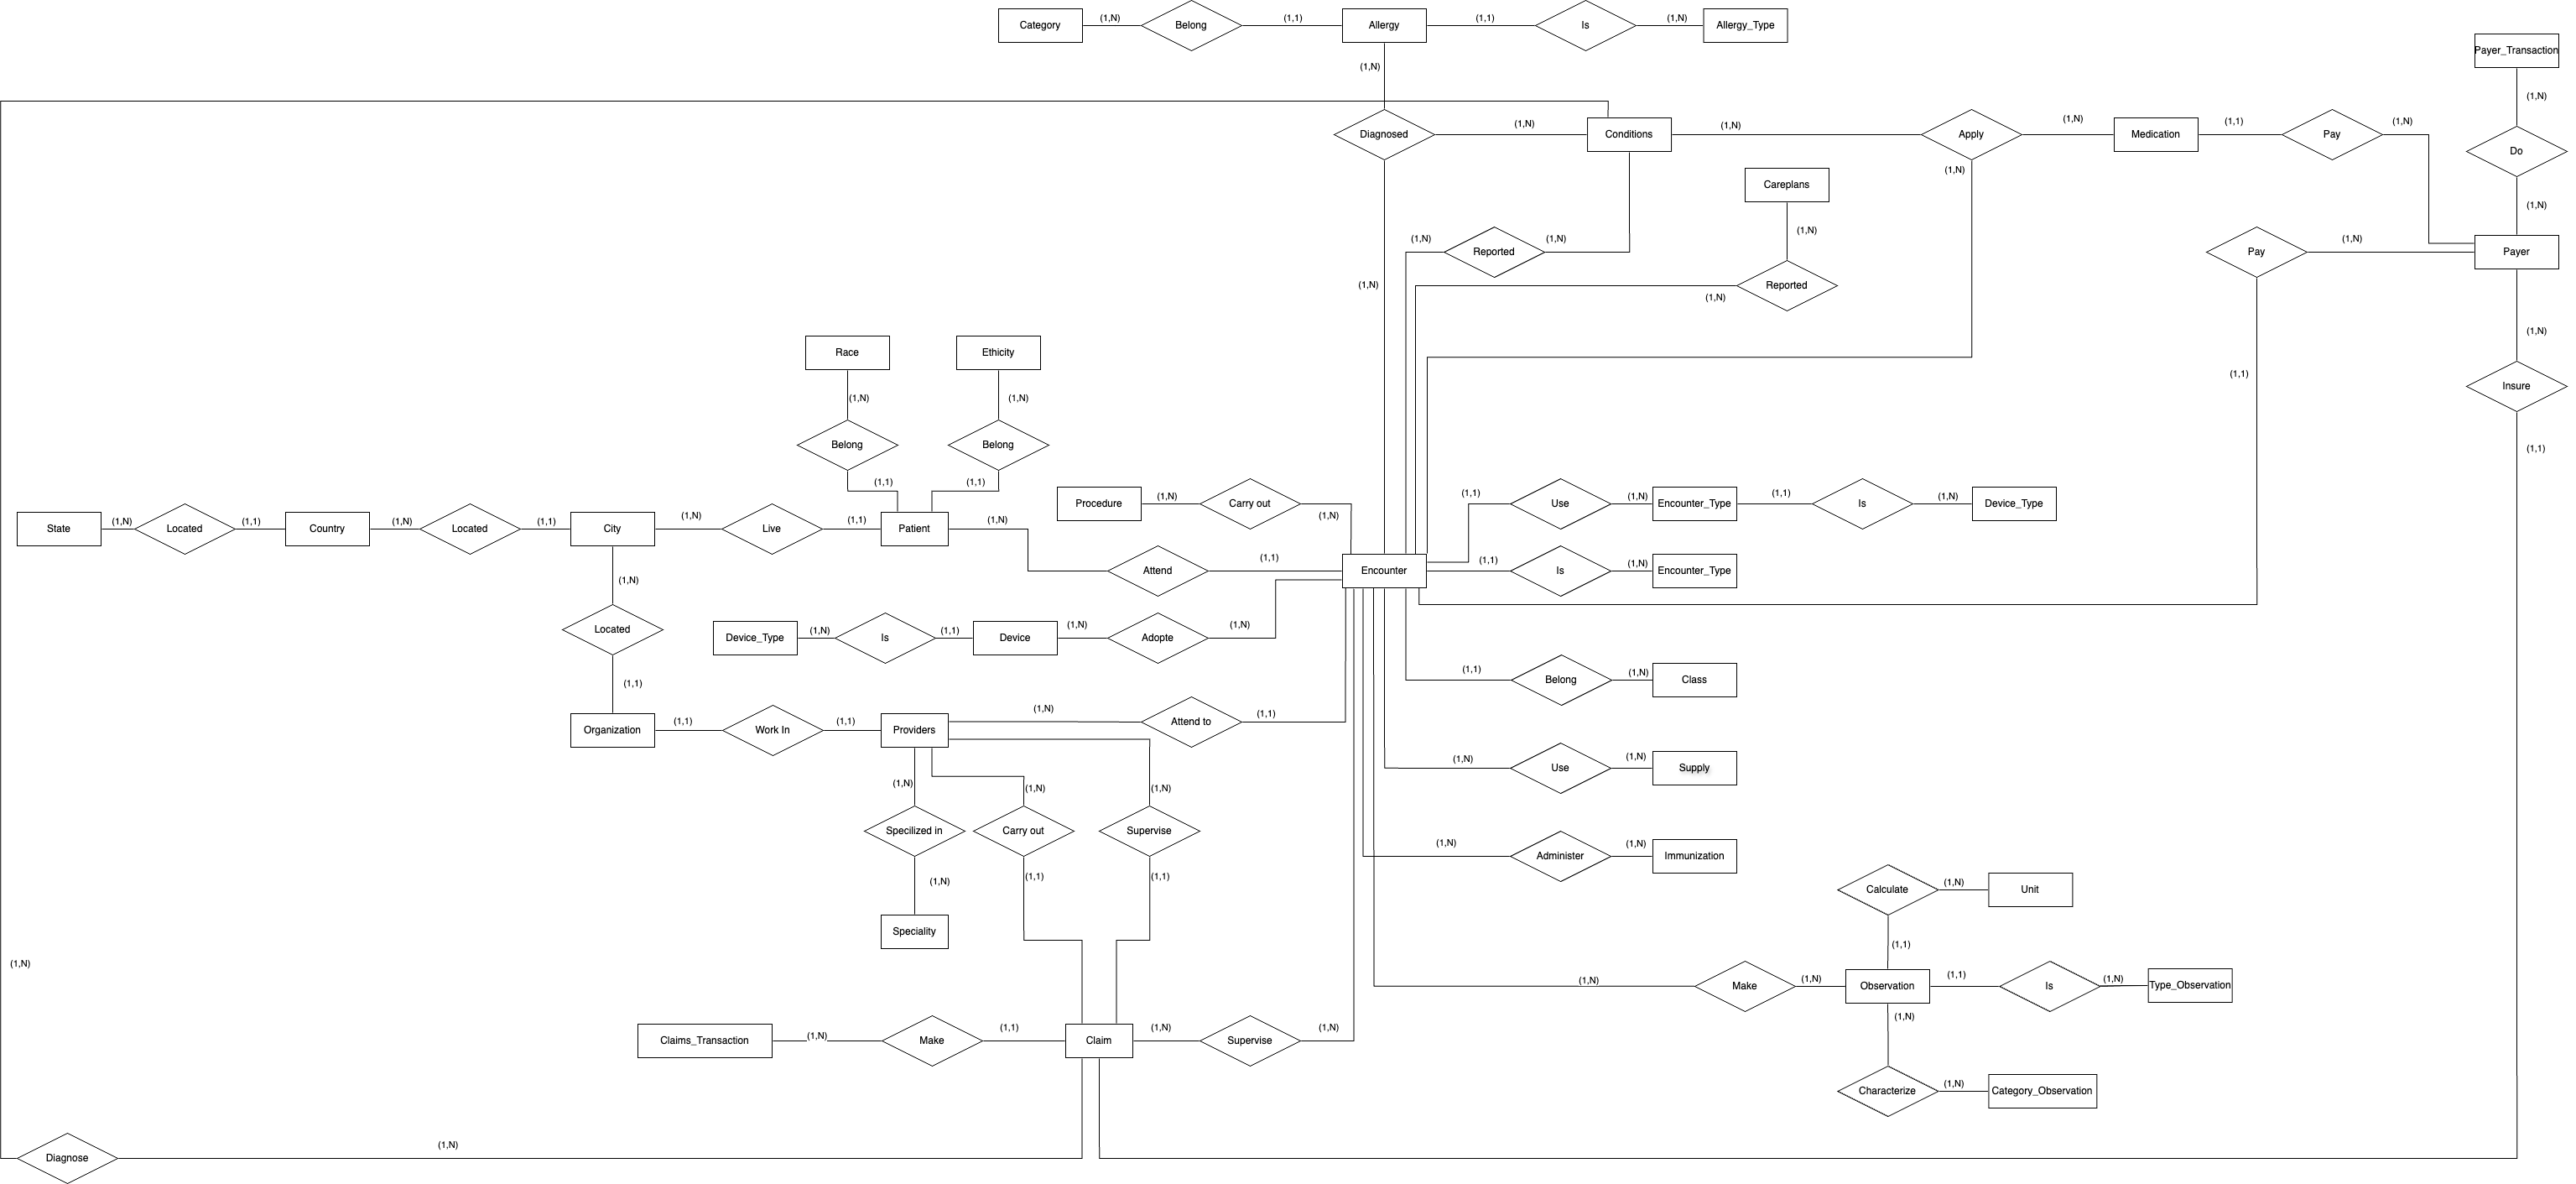 (1,N)
(1,1)
(1,1)
(1,N)
Category
Belong
Allergy
Is
Allergy_Type
Payer_Transaction
(1,N)
(1,N)
(1,N)
(1,N)
(1,N)
(1,1)
(1,N)
Diagnosed
Conditions
Apply
Medication
Pay
Do
(1,N)
Careplans
(1,N)
(1,N)
(1,N)
(1,N)
(1,N)
Reported
Pay
Payer
(1,N)
Reported
(1,N)
(1,N)
(1,N)
Race
Ethicity
(1,1)
Insure
(1,N)
(1,N)
Belong
Belong
(1,1)
(1,1)
(1,1)
(1,N)
(1,1)
(1,N)
(1,1)
(1,N)
Procedure
Carry out
Use
Encounter_Type
Is
Device_Type
(1,N)
(1,N)
(1,1)
(1,N)
(1,1)
(1,N)
(1,1)
(1,N)
State
Located
Country
Located
City
Live
Patient
(1,1)
(1,1)
(1,N)
Attend
Encounter
Is
Encounter_Type
(1,N)
Located
(1,N)
(1,1)
(1,N)
(1,N)
Device_Type
Is
Device
Adopte
(1,1)
(1,1)
(1,N)
Belong
Class
(1,1)
(1,1)
(1,N)
(1,1)
Organization
Work In
Providers
Attend to
(1,N)
(1,N)
Use
Supply
(1,N)
(1,N)
(1,N)
Specilized in
Carry out
Supervise
(1,N)
(1,N)
Administer
Immunization
(1,N)
(1,1)
(1,1)
(1,N)
Calculate
Unit
Speciality
(1,1)
(1,N)
(1,N)
(1,N)
(1,1)
(1,N)
Make
Observation
Is
Type_Observation
(1,N)
(1,N)
(1,1)
(1,N)
(1,N)
Claims_Transaction
Make
Claim
Supervise
(1,N)
Characterize
Category_Observation
(1,N)
Diagnose